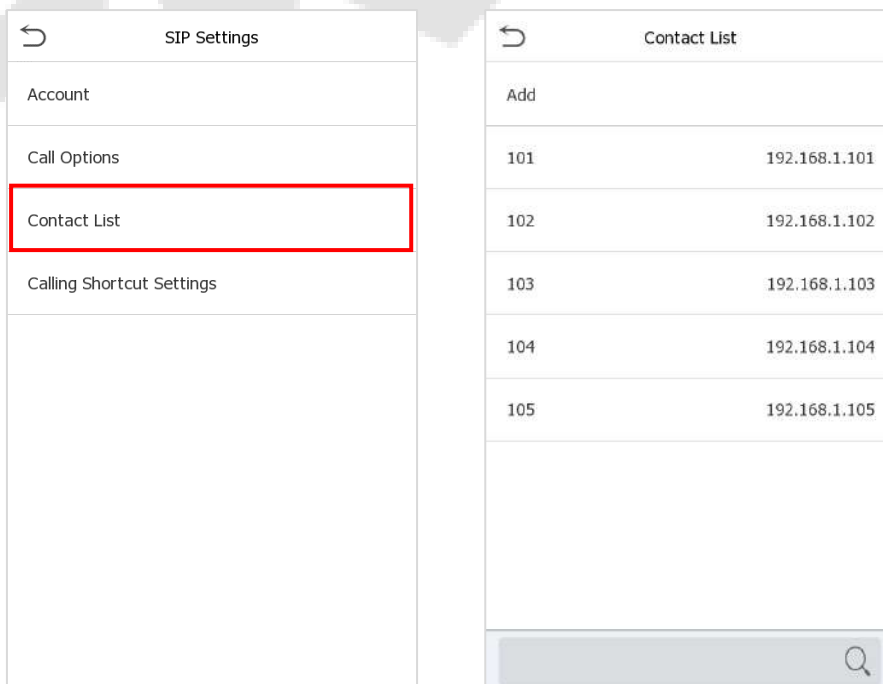 SIP Settings
Account
Call Options
Contact List
Calling Shortcut Settings
Contact List
Add
101 192.168.1.101
102 192.168.1.102
103 192.168.1.103
104 192.168.1.104
105 192.168.1.105